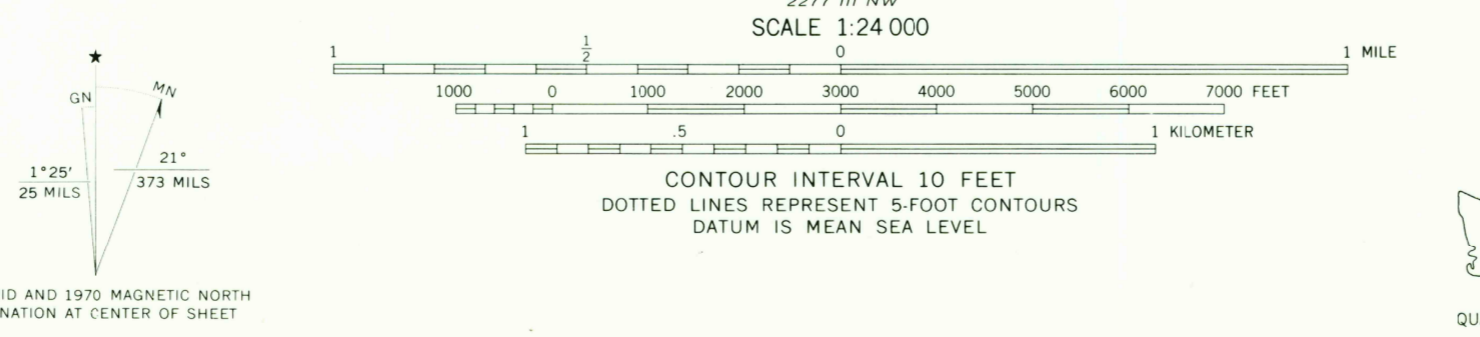 2277 III NW
SCALE 1:24 000
1 1/2 0 1 MILE
1000 0 1000 2000 3000 4000 5000 6000 7000 FEET
1 .5 0 1 KILOMETER
CONTOUR INTERVAL 10 FEET
DOTTED LINES REPRESENT 5-FOOT CONTOURS
DATUM IS MEAN SEA LEVEL
★
GN
MN
1°25'
25 MILS
21°
373 MILS
ID AND 1970 MAGNETIC NORTH
NATION AT CENTER OF SHEET
QU